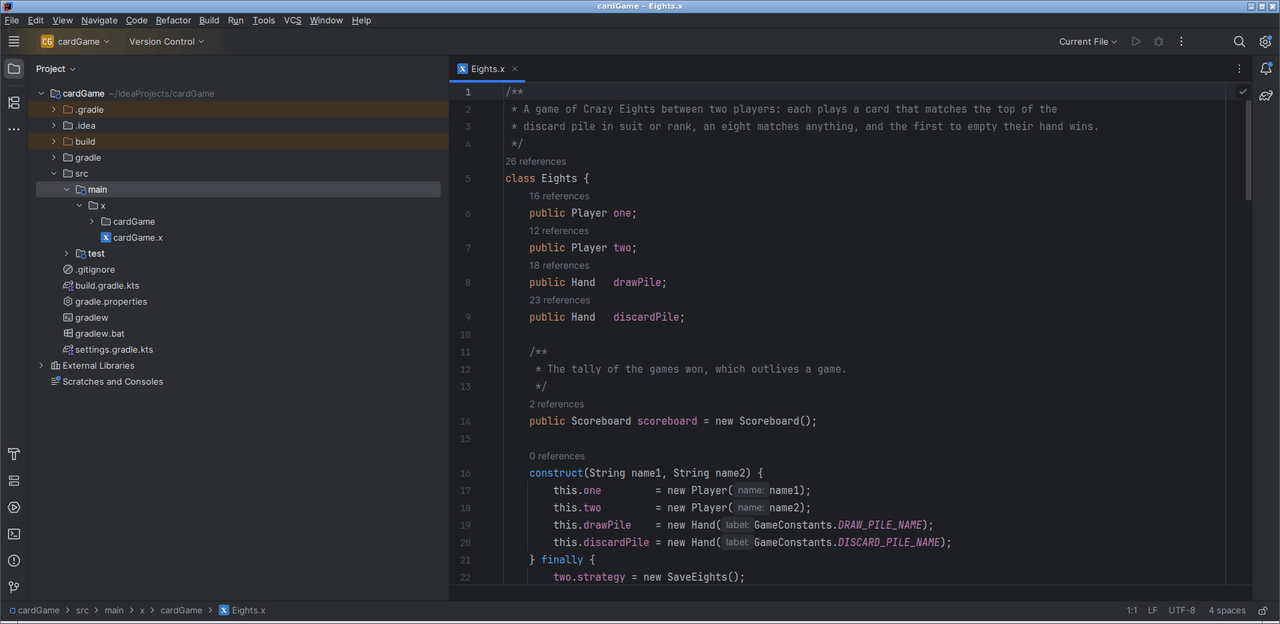 cardGame – Eights.x
File Edit View Navigate Code Refactor Build Run Tools VCS Window Help
CG cardGame Version Control Current File
Project
Eights.x
cardGame ~/IdeaProjects/cardGame
.gradle
.idea
build
gradle
src
main
x
cardGame
cardGame.x
test
.gitignore
build.gradle.kts
gradle.properties
gradlew
gradlew.bat
settings.gradle.kts
External Libraries
Scratches and Consoles
1 /**
2 * A game of Crazy Eights between two players: each plays a card that matches the top of the
3 * discard pile in suit or rank, an eight matches anything, and the first to empty their hand wins.
4 */
26 references
5 class Eights {
16 references
6 public Player one;
12 references
7 public Player two;
18 references
8 public Hand drawPile;
23 references
9 public Hand discardPile;
10
11 /**
12 * The tally of the games won, which outlives a game.
13 */
2 references
14 public Scoreboard scoreboard = new Scoreboard();
15
0 references
16 construct(String name1, String name2) {
17 this.one = new Player( name: name1);
18 this.two = new Player( name: name2);
19 this.drawPile = new Hand( label: GameConstants.DRAW_PILE_NAME);
20 this.discardPile = new Hand( label: GameConstants.DISCARD_PILE_NAME);
21 } finally {
22 two.strategy = new SaveEights();
cardGame > src > main > x > cardGame > Eights.x 1:1 LF UTF-8 4 spaces